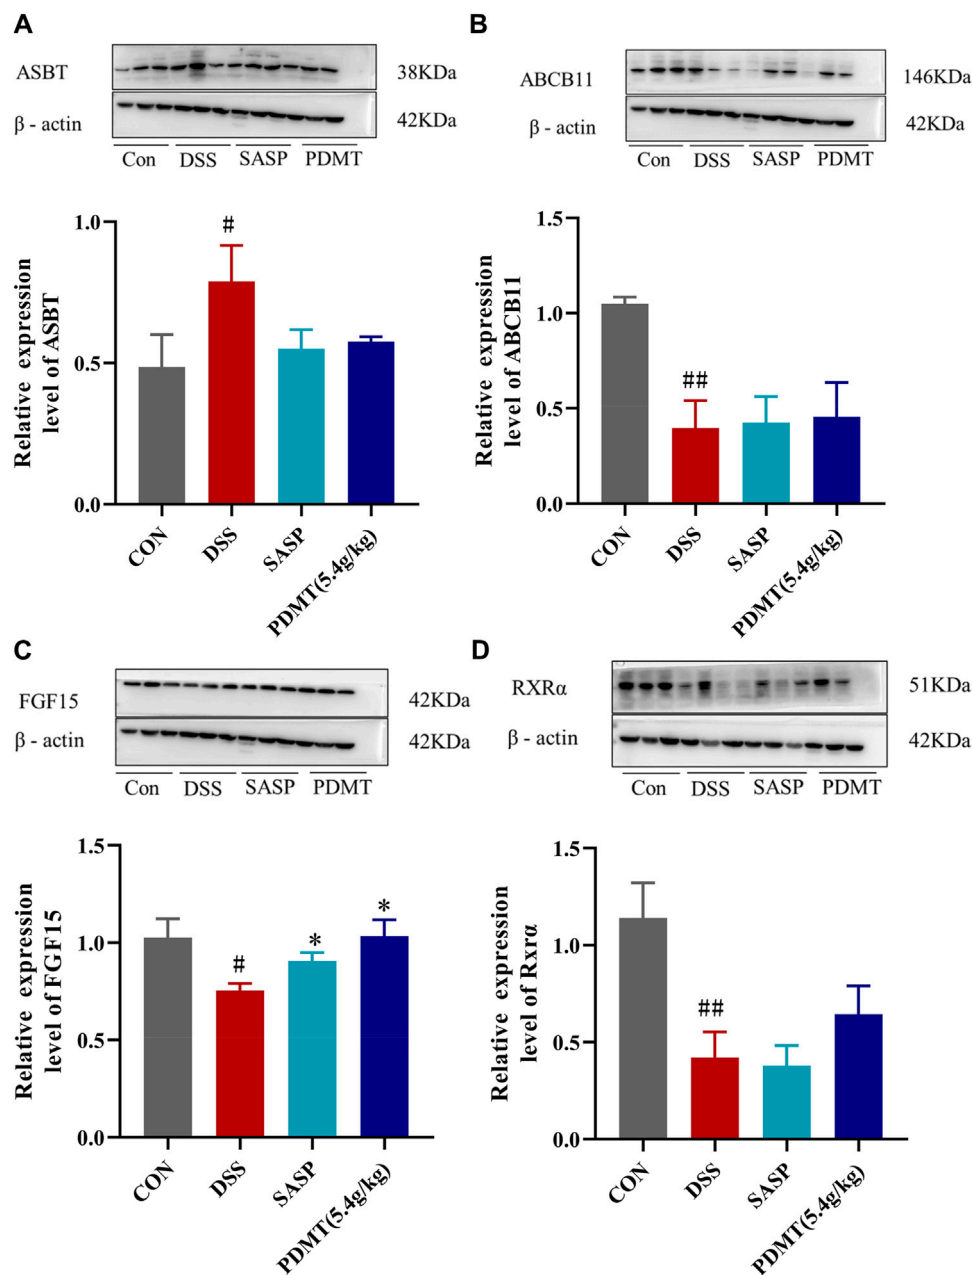 A
ASBT
38KDa
β - actin
42KDa
Con DSS SASP PDMT
1.0
0.5
0.0
Relative expression
level of ASBT
#
CON
DSS
SASP
PDMT(5.4g/kg)
B
ABCB11
146KDa
β - actin
42KDa
Con DSS SASP PDMT
1.5
1.0
0.5
0.0
Relative expression
level of ABCB11
##
CON
DSS
SASP
PDMT(5.4g/kg)
C
FGF15
42KDa
β - actin
42KDa
Con DSS SASP PDMT
1.5
1.0
0.5
0.0
Relative expression
level of FGF15
#
*
*
CON
DSS
SASP
PDMT(5.4g/kg)
D
RXRα
51KDa
β - actin
42KDa
Con DSS SASP PDMT
1.5
1.0
0.5
0.0
Relative expression
level of Rxrα
##
CON
DSS
SASP
PDMT(5.4g/kg)